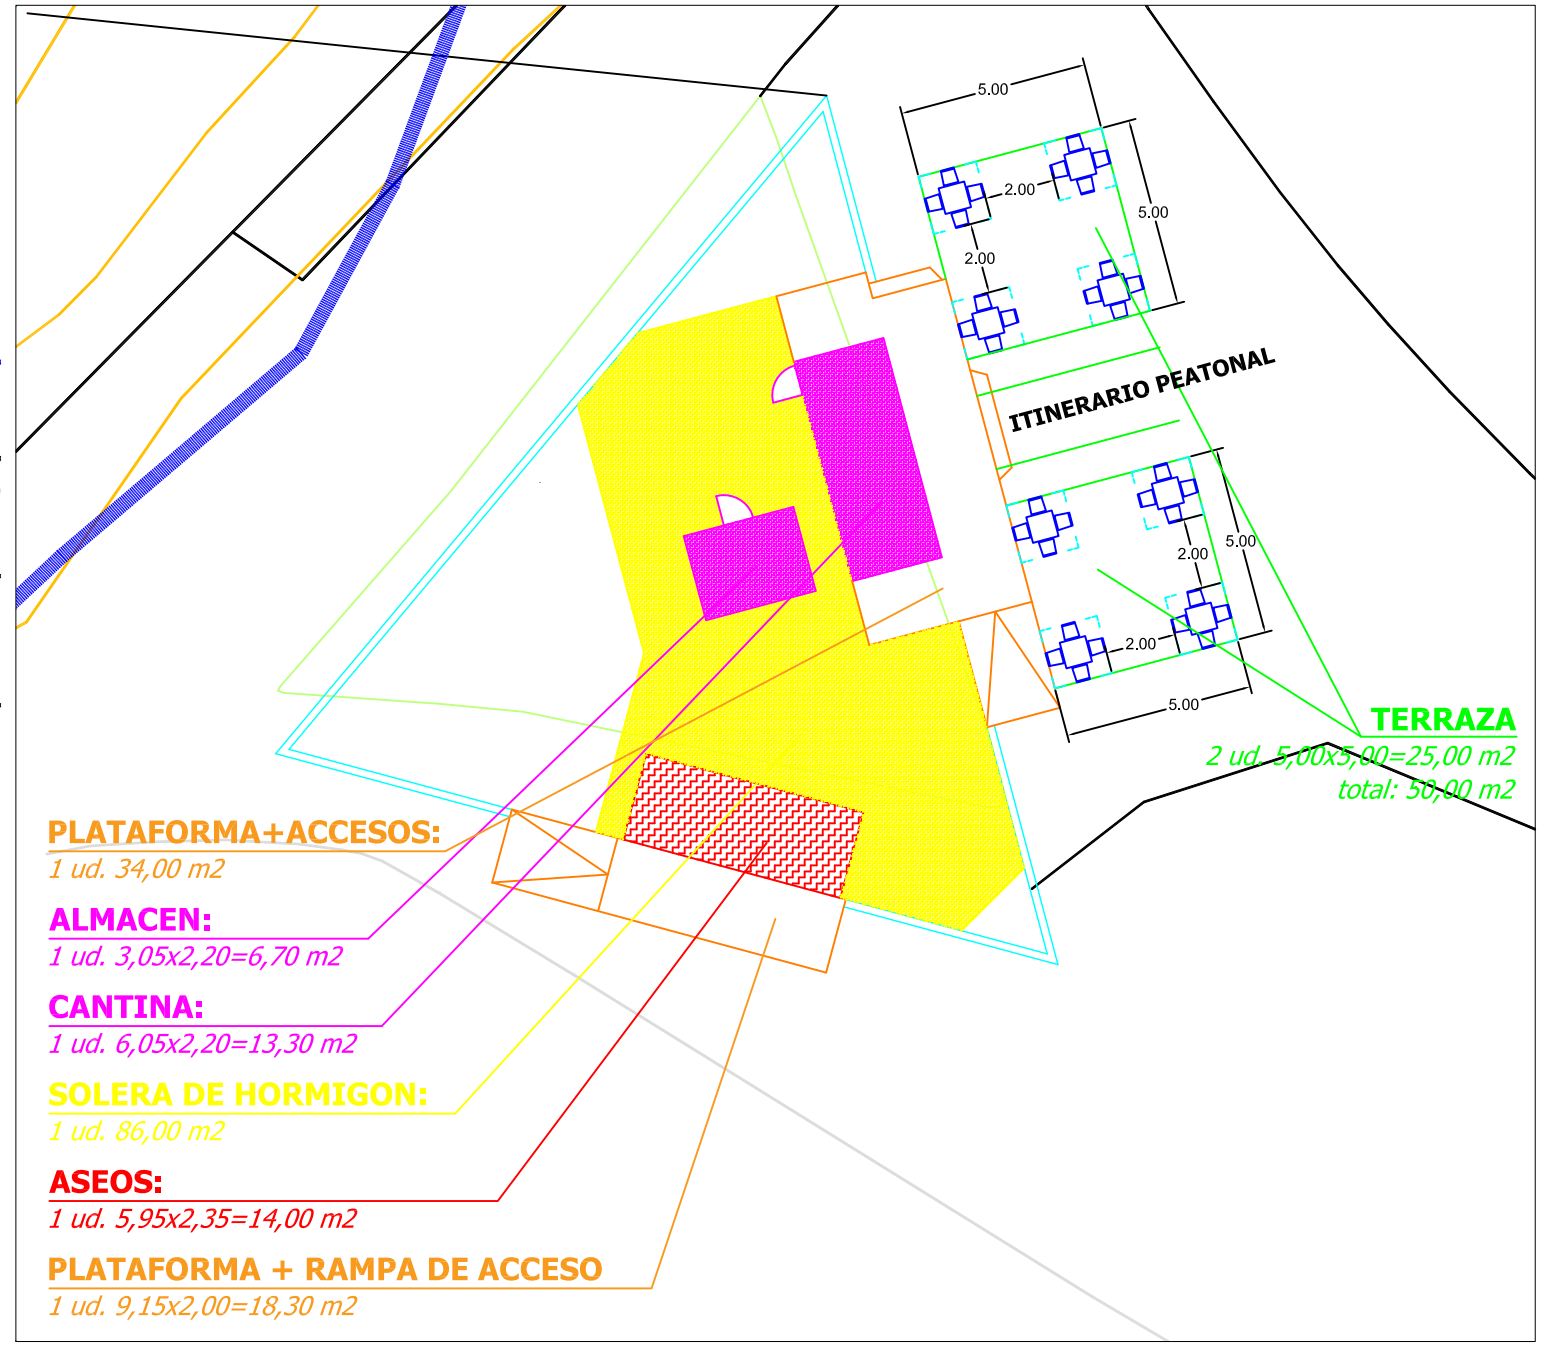 5.00
2.00
5.00
2.00
ITINERARIO PEATONAL
2.00
5.00
2.00
5.00
TERRAZA
2 ud. 5,00x5,00=25,00 m2
total: 50,00 m2
PLATAFORMA+ACCESOS:
1 ud. 34,00 m2
ALMACEN:
1 ud. 3,05x2,20=6,70 m2
CANTINA:
1 ud. 6,05x2,20=13,30 m2
SOLERA DE HORMIGON:
1 ud. 86,00 m2
ASEOS:
1 ud. 5,95x2,35=14,00 m2
PLATAFORMA + RAMPA DE ACCESO
1 ud. 9,15x2,00=18,30 m2